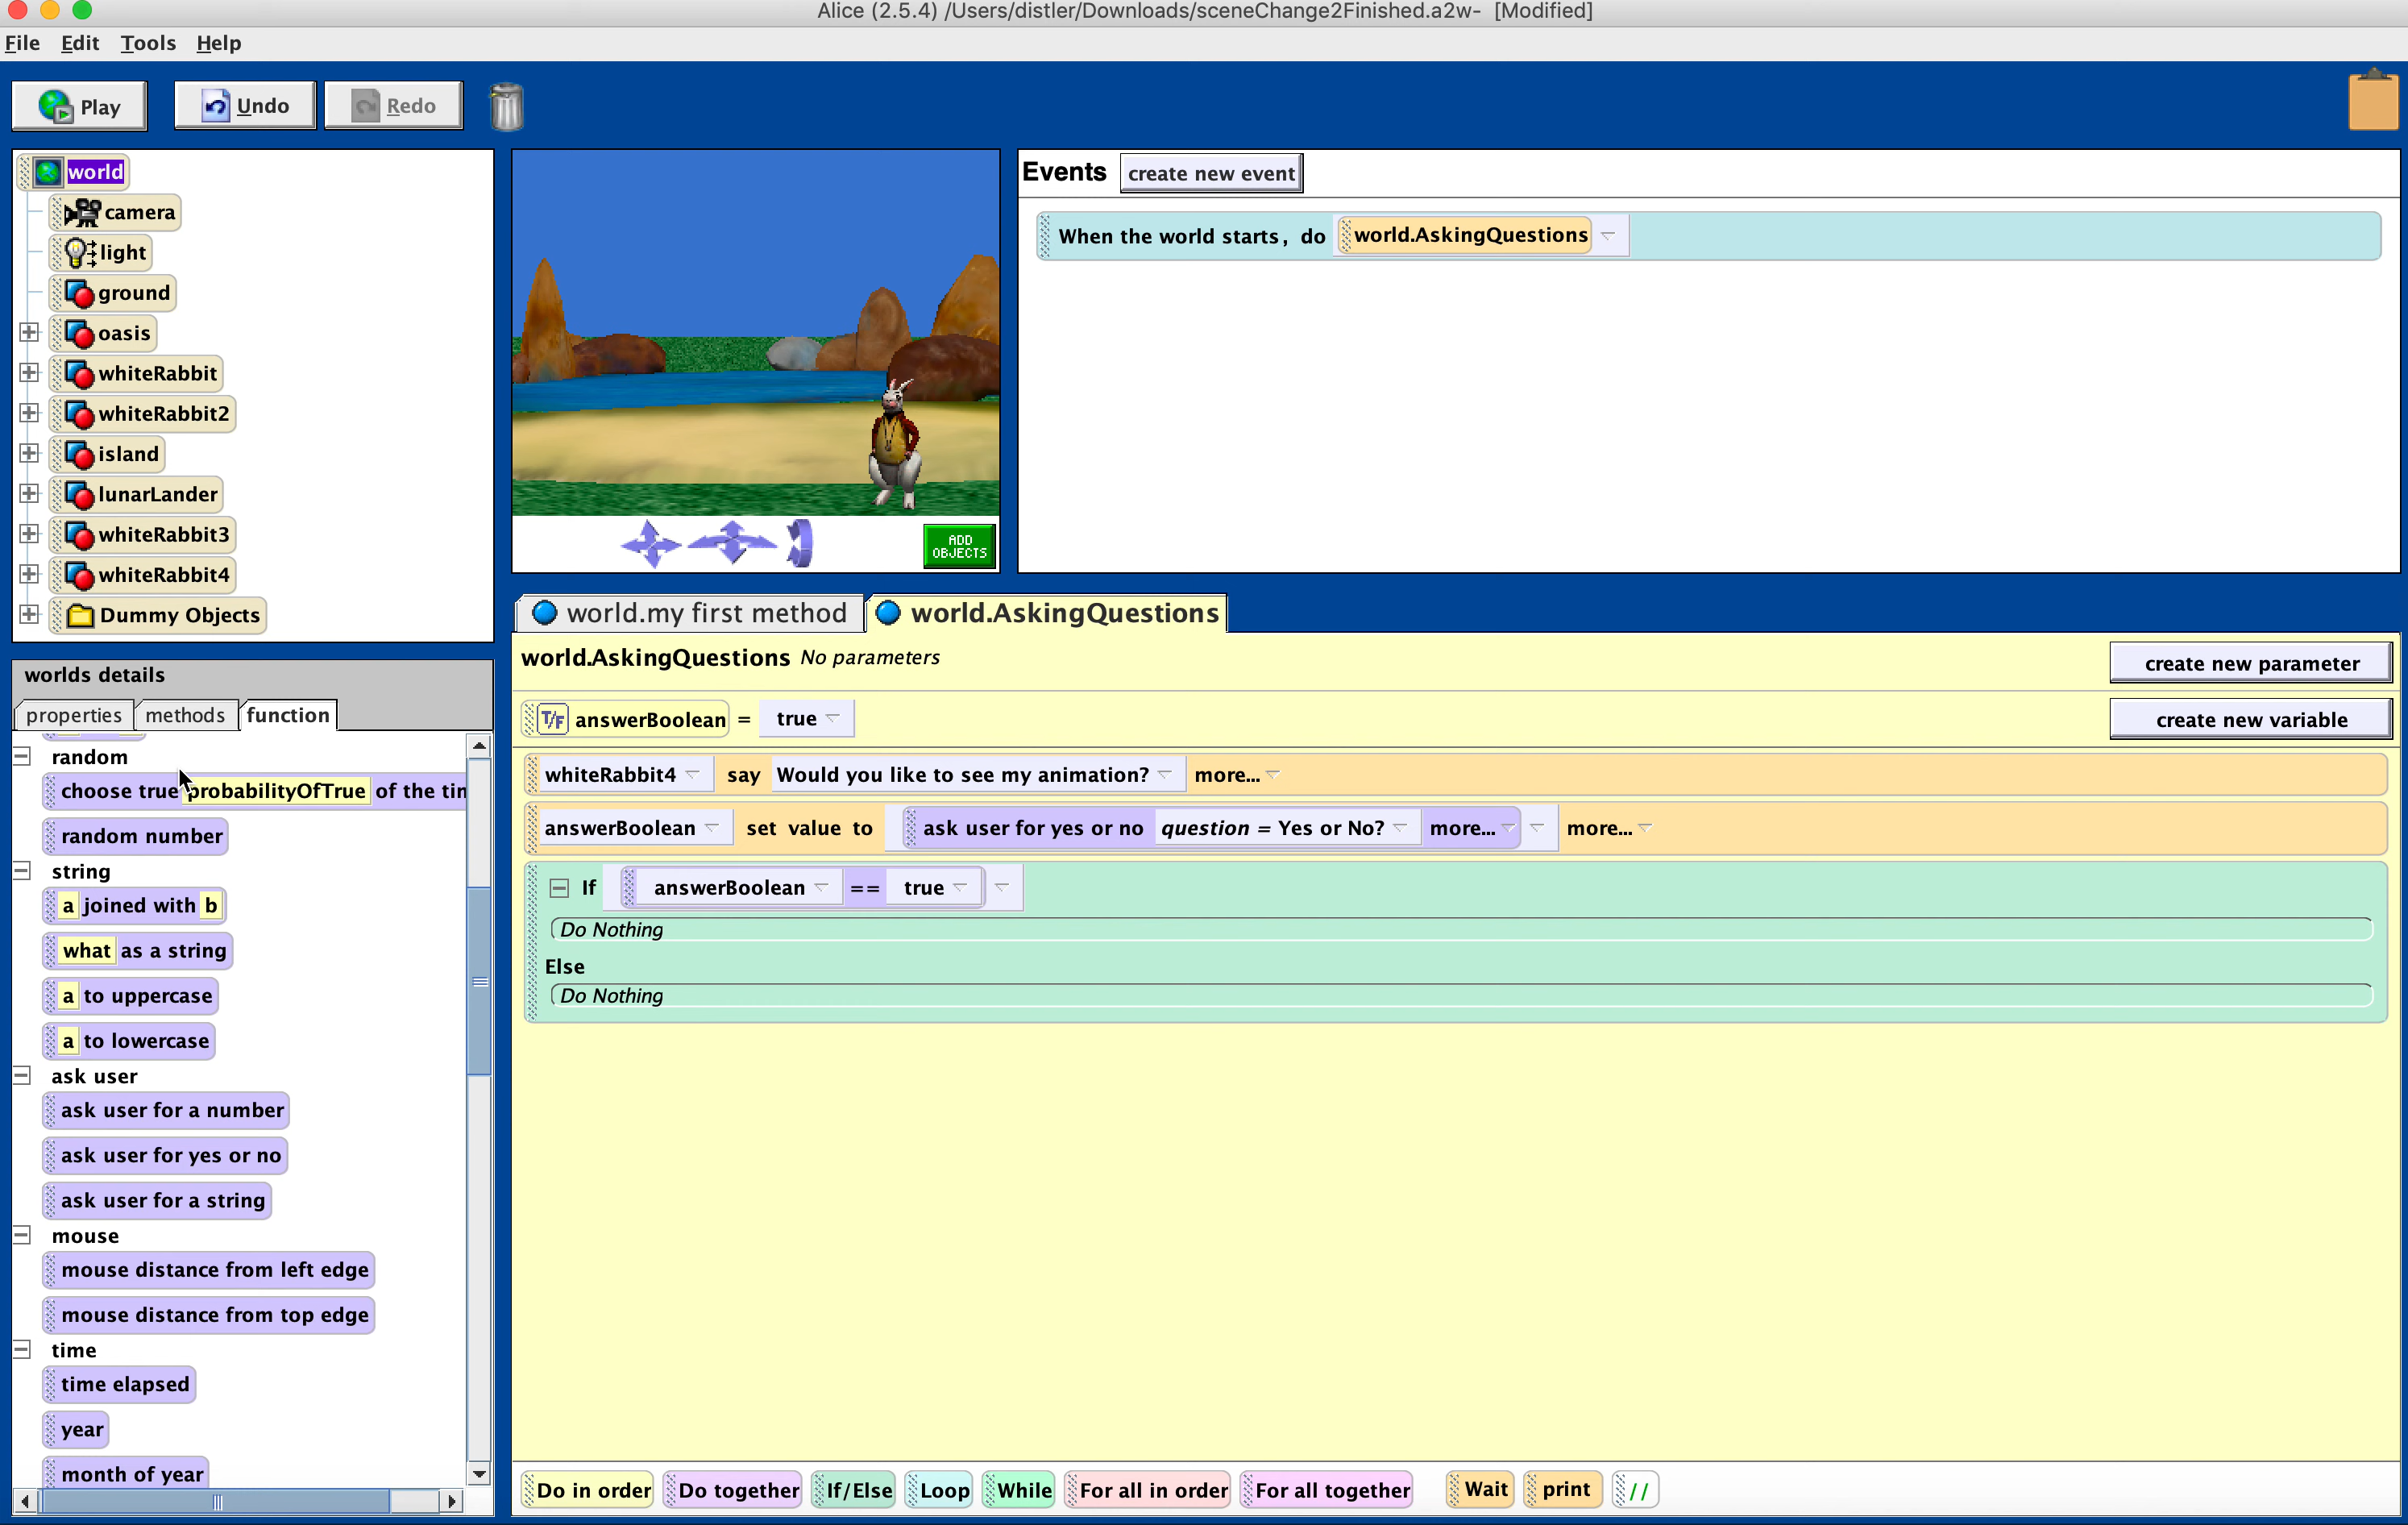 Alice (2.5.4) /Users/distler/Downloads/sceneChange2Finished.a2w- [Modified]
File Edit Tools Help
Play Undo Redo
world
camera
light
ground
oasis
whiteRabbit
whiteRabbit2
island
lunarLander
whiteRabbit3
whiteRabbit4
Dummy Objects
ADD
OBJECTS
Events create new event
When the world starts, do world.AskingQuestions
worlds details
properties methods function
random
choose true probabilityOfTrue of the tin
random number
string
a joined with b
what as a string
a to uppercase
a to lowercase
ask user
ask user for a number
ask user for yes or no
ask user for a string
mouse
mouse distance from left edge
mouse distance from top edge
time
time elapsed
year
month of year
world.my first method world.AskingQuestions
world.AskingQuestions No parameters create new parameter
T/F answerBoolean = true create new variable
whiteRabbit4 say Would you like to see my animation? more...
answerBoolean set value to ask user for yes or no question = Yes or No? more... more...
If answerBoolean == true
Do Nothing
Else
Do Nothing
Do in order Do together If/Else Loop While For all in order For all together Wait print //